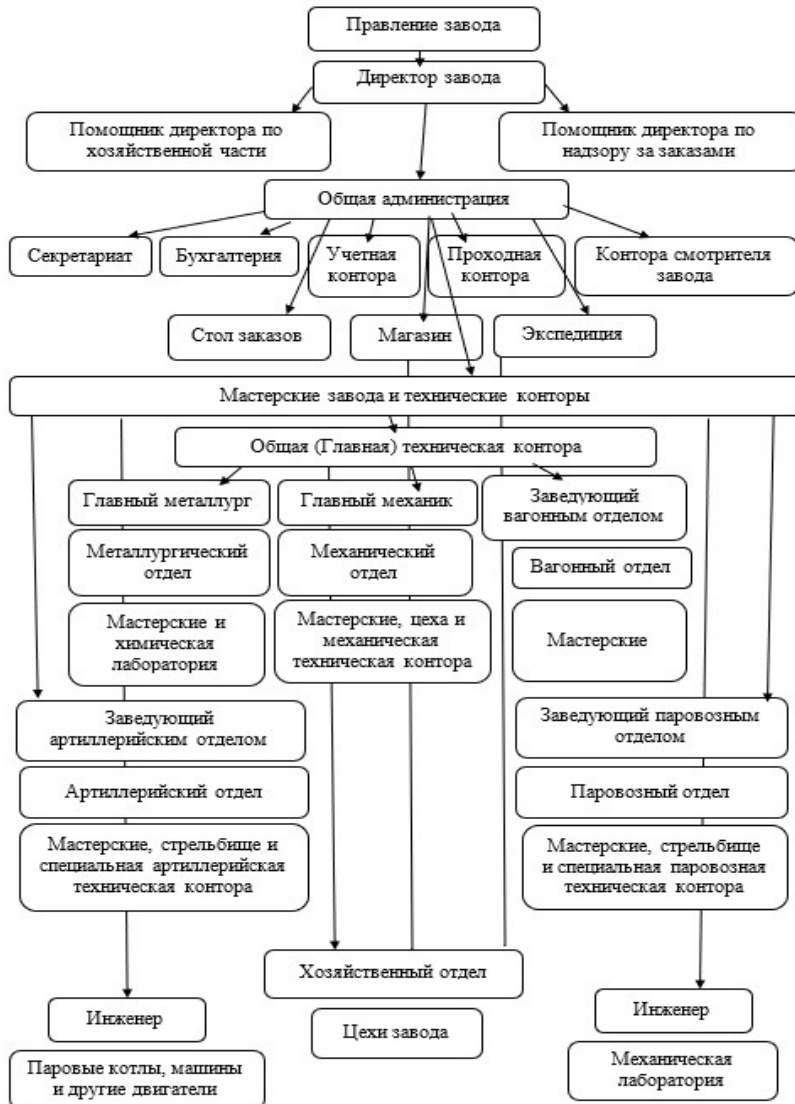 Правление завода
Директор завода
Помощник директора по
хозяйственной части
Помощник директора по
надзору за заказами
Общая администрация
Секретариат
Бухгалтерия
Учетная
контора
Проходная
контора
Контора смотрителя
завода
Стол заказов
Магазин
Экспедиция
Мастерские завода и технические конторы
Общая (Главная) техническая контора
Главный металлург
Главный механик
Заведующий
вагонным отделом
Металлургический
отдел
Механический
отдел
Вагонный отдел
Мастерские и
химическая
лаборатория
Мастерские, цеха и
механическая
техническая контора
Мастерские
Заведующий
артиллерийским отделом
Заведующий паровозным
отделом
Артиллерийский отдел
Паровозный отдел
Мастерские, стрельбище и
специальная артиллерийская
техническая контора
Мастерские, стрельбище
и специальная паровозная
техническая контора
Хозяйственный отдел
Инженер
Цехи завода
Инженер
Паровые котлы, машины
и другие двигатели
Механическая
лаборатория